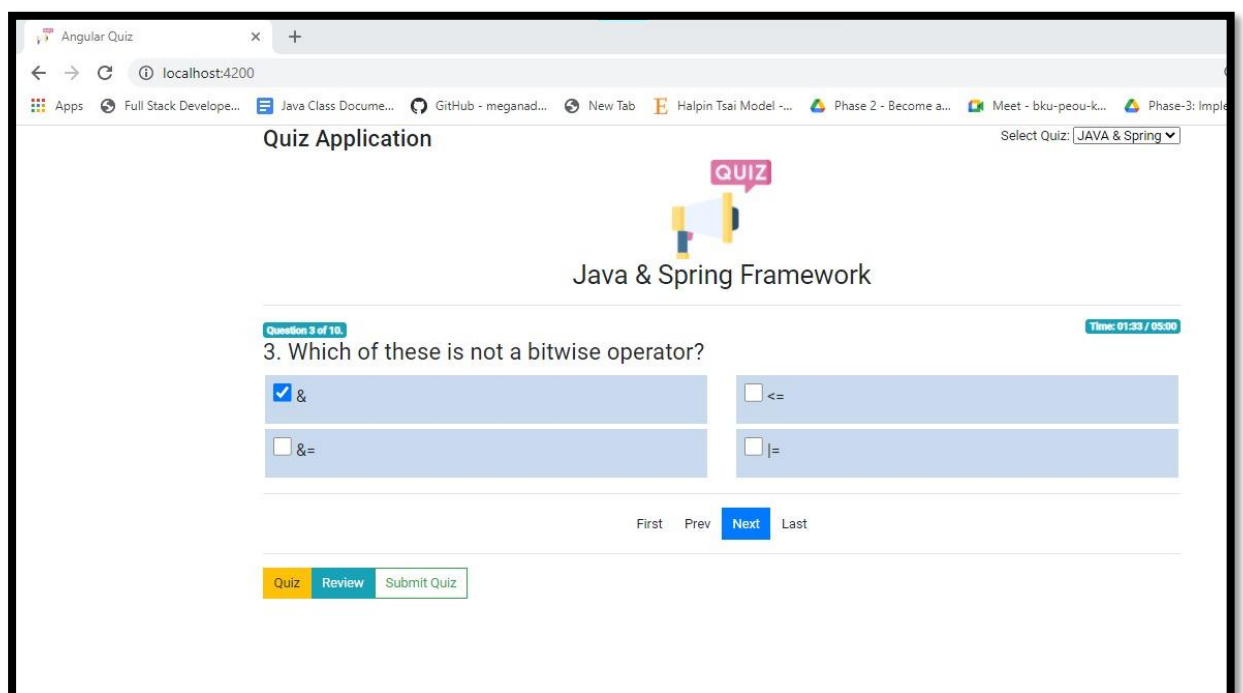 Angular Quiz
localhost:4200
Apps Full Stack Develope... Java Class Docume... GitHub - meganad... New Tab Halpin Tsai Model -... Phase 2 - Become a... Meet - bku-peou-k... Phase-3: Imple
Quiz Application
Select Quiz: JAVA & Spring
QUIZ
Java & Spring Framework
Question 3 of 10.
Time: 01:33 / 05:00
3. Which of these is not a bitwise operator?
& <=
&= |=
First Prev Next Last
Quiz Review Submit Quiz